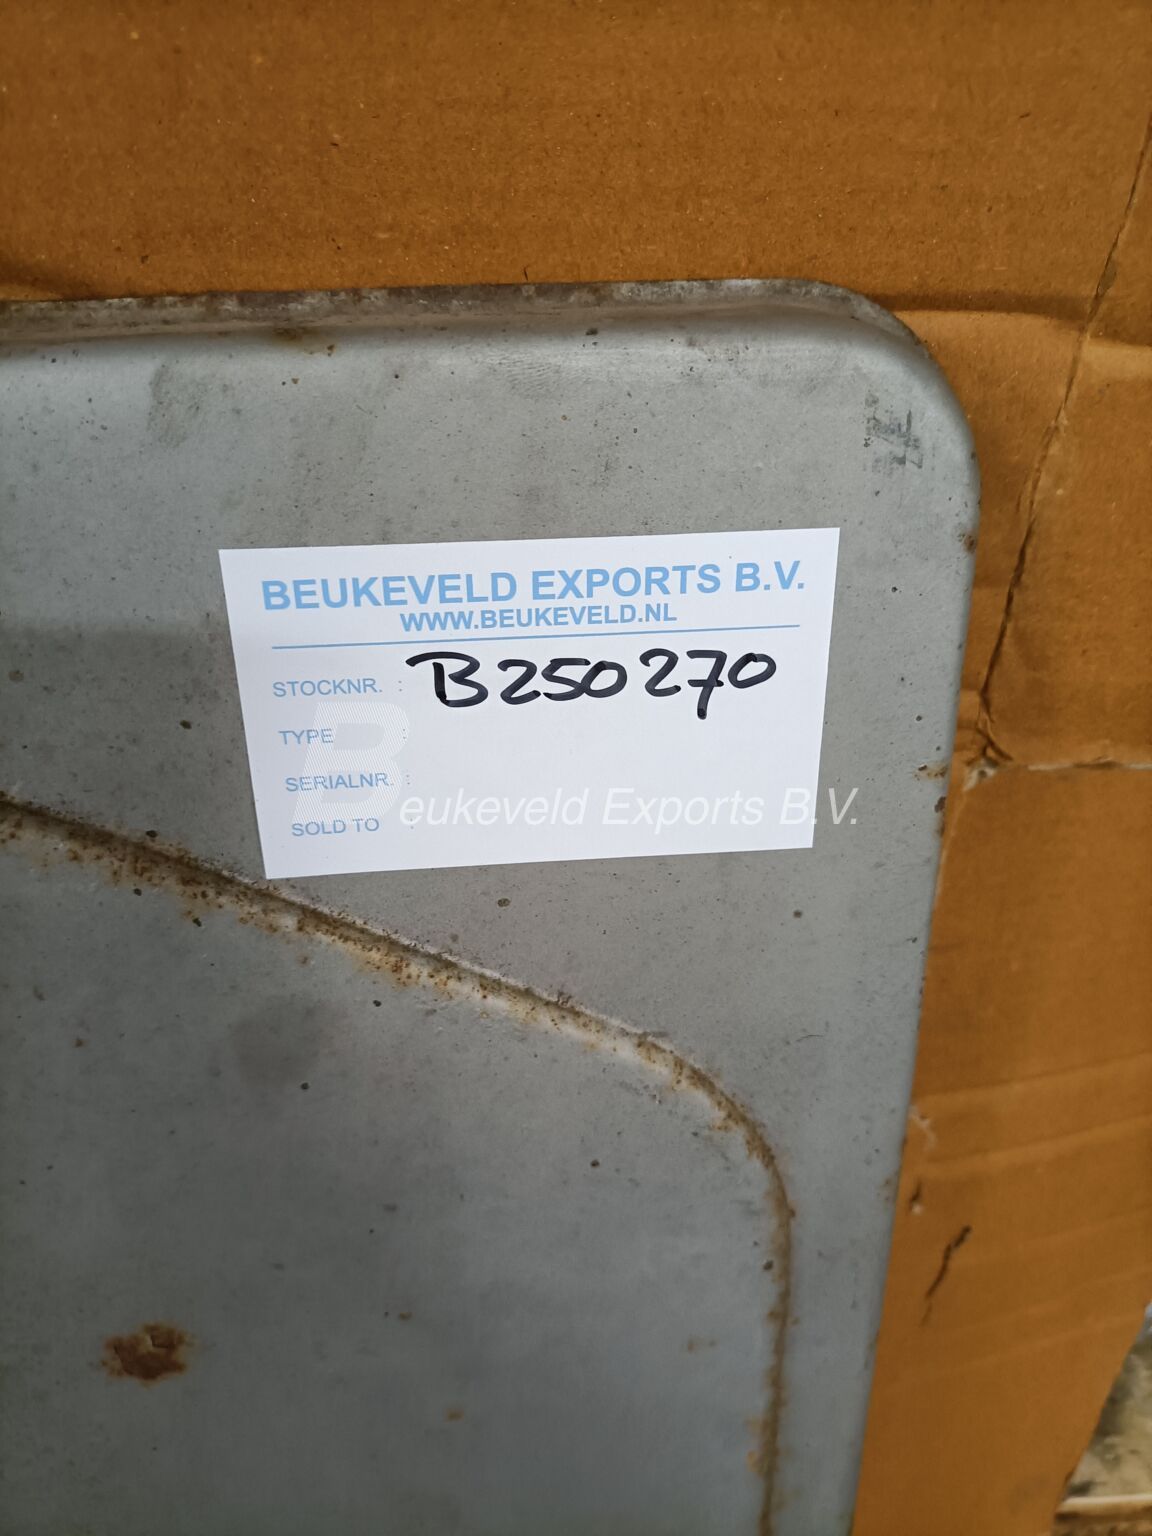 BEUKEVELD EXPORTS B.V.
WWW.BEUKEVELD.NL
STOCKNR. : B250270
TYPE :
SERIALNR. :
SOLD TO :
Beukeveld Exports B.V.